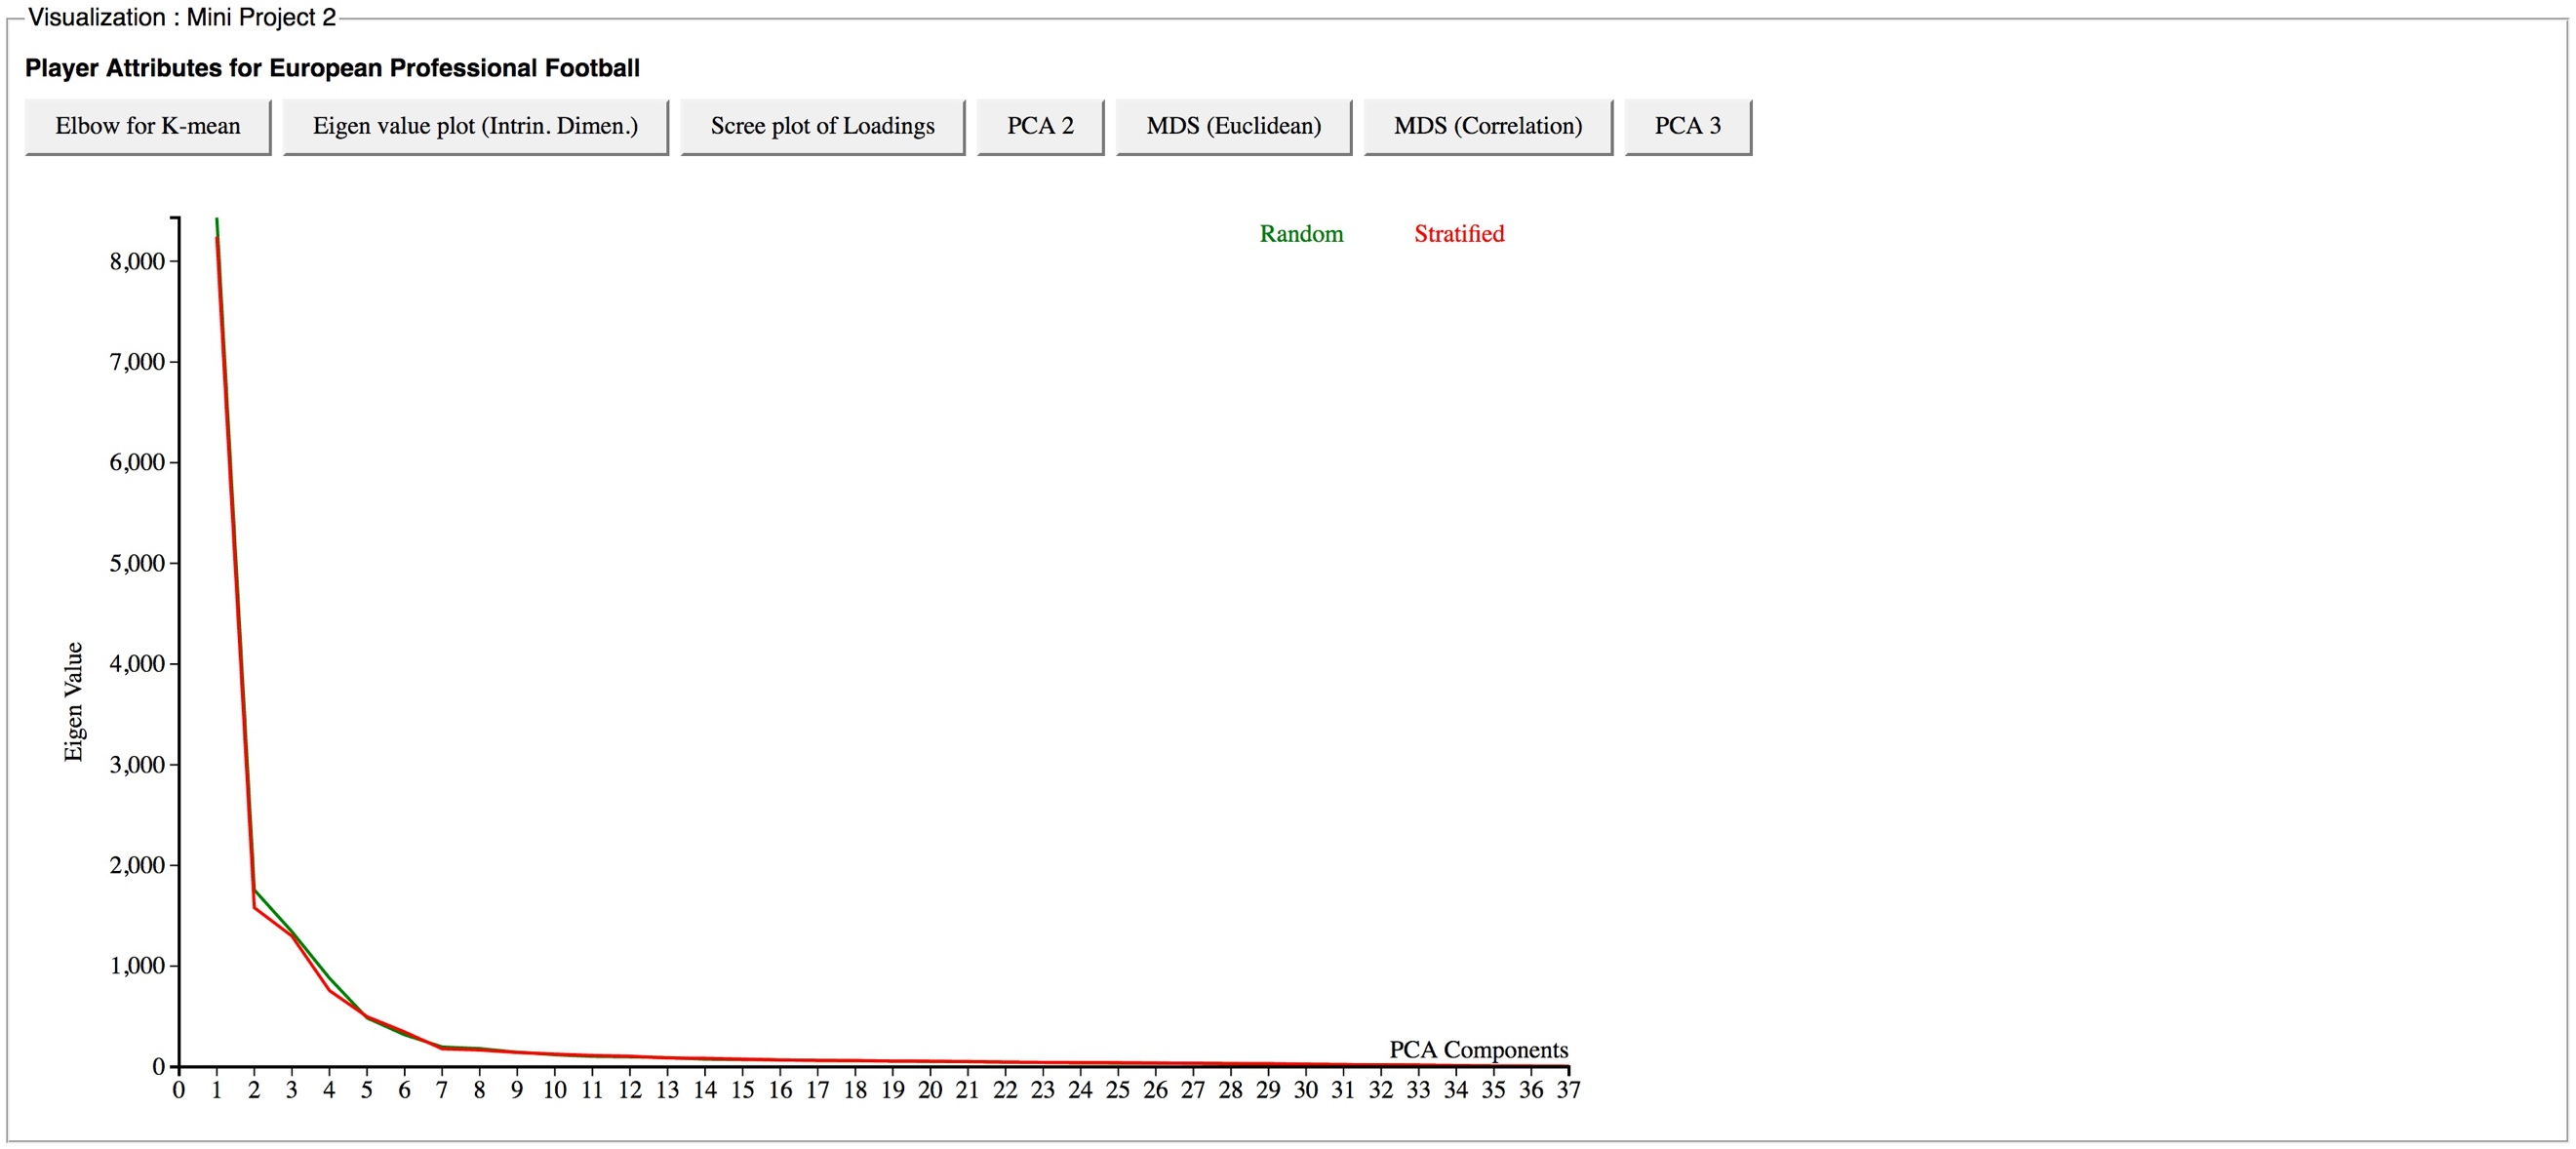 Visualization : Mini Project 2
Player Attributes for European Professional Football
Elbow for K-mean Eigen value plot (Intrin. Dimen.) Scree plot of Loadings PCA 2 MDS (Euclidean) MDS (Correlation) PCA 3
Random Stratified
8,000
7,000
6,000
5,000
4,000
3,000
2,000
1,000
0
Eigen Value
PCA Components
0 1 2 3 4 5 6 7 8 9 10 11 12 13 14 15 16 17 18 19 20 21 22 23 24 25 26 27 28 29 30 31 32 33 34 35 36 37